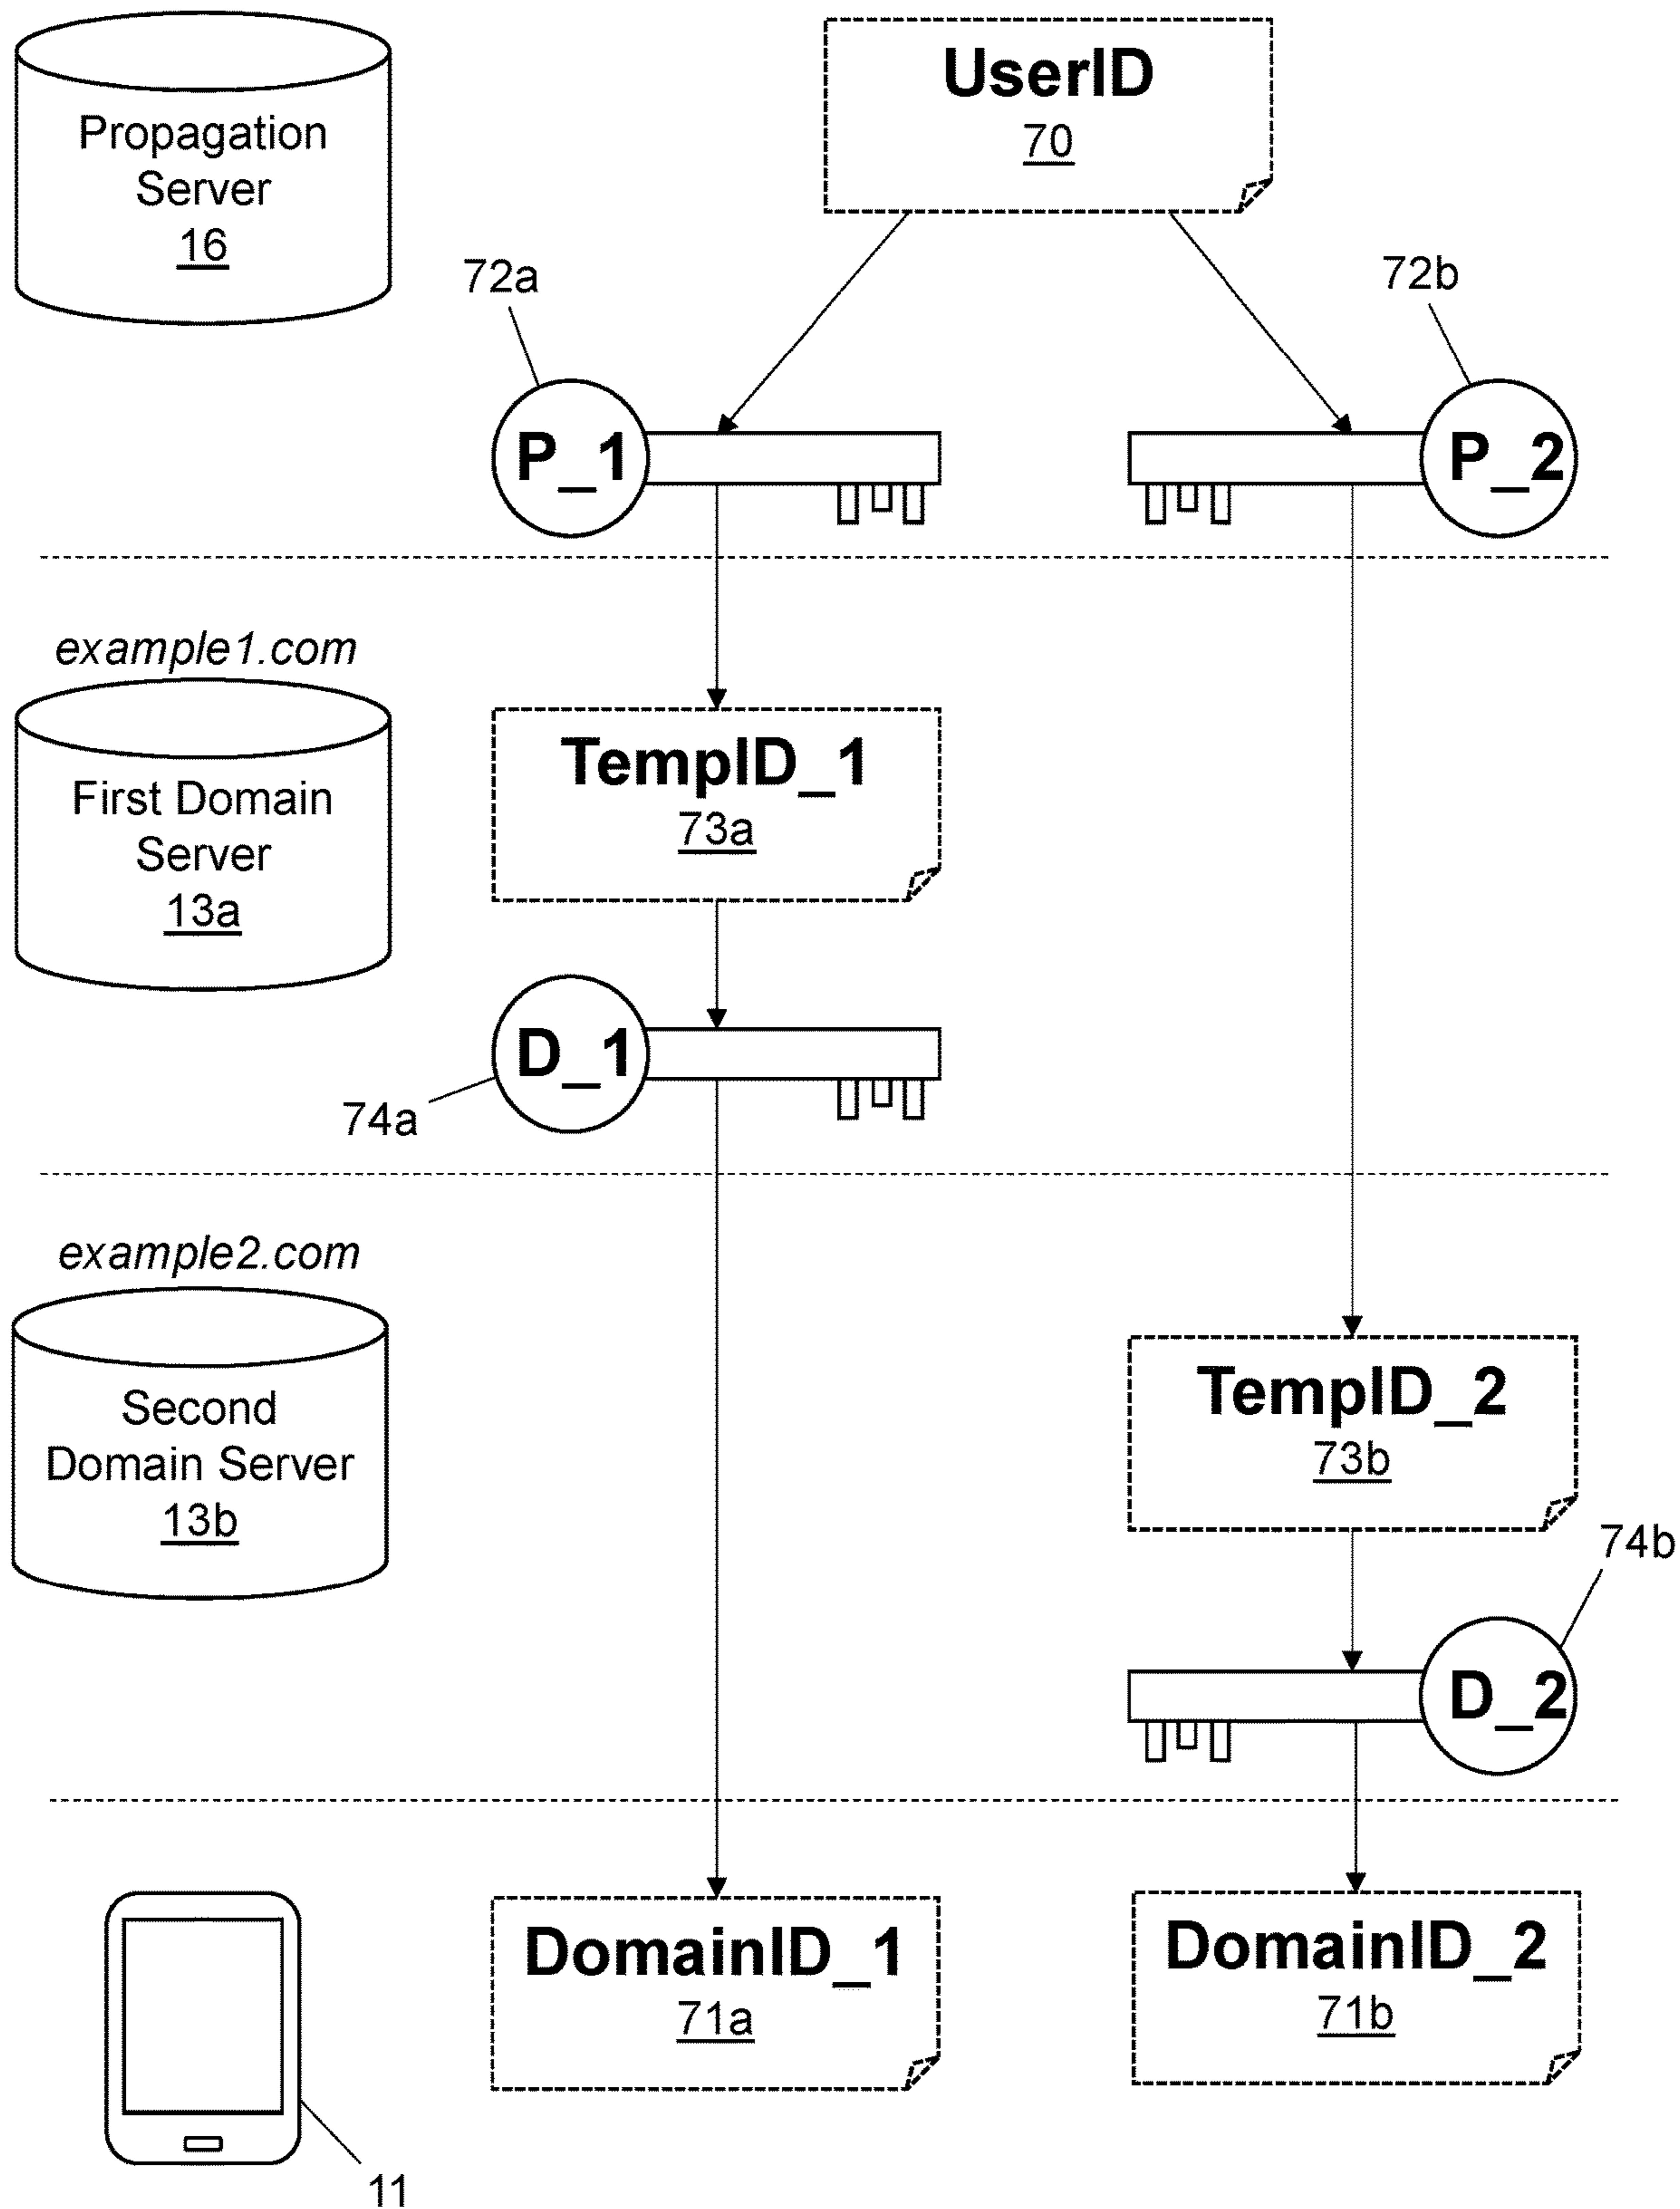 Propagation
Server
16
UserID
70
72a
72b
P_1
P_2
example1.com
First Domain
Server
13a
TempID_1
73a
D_1
74a
example2.com
Second
Domain Server
13b
TempID_2
73b
74b
D_2
DomainID_1
71a
DomainID_2
71b
11